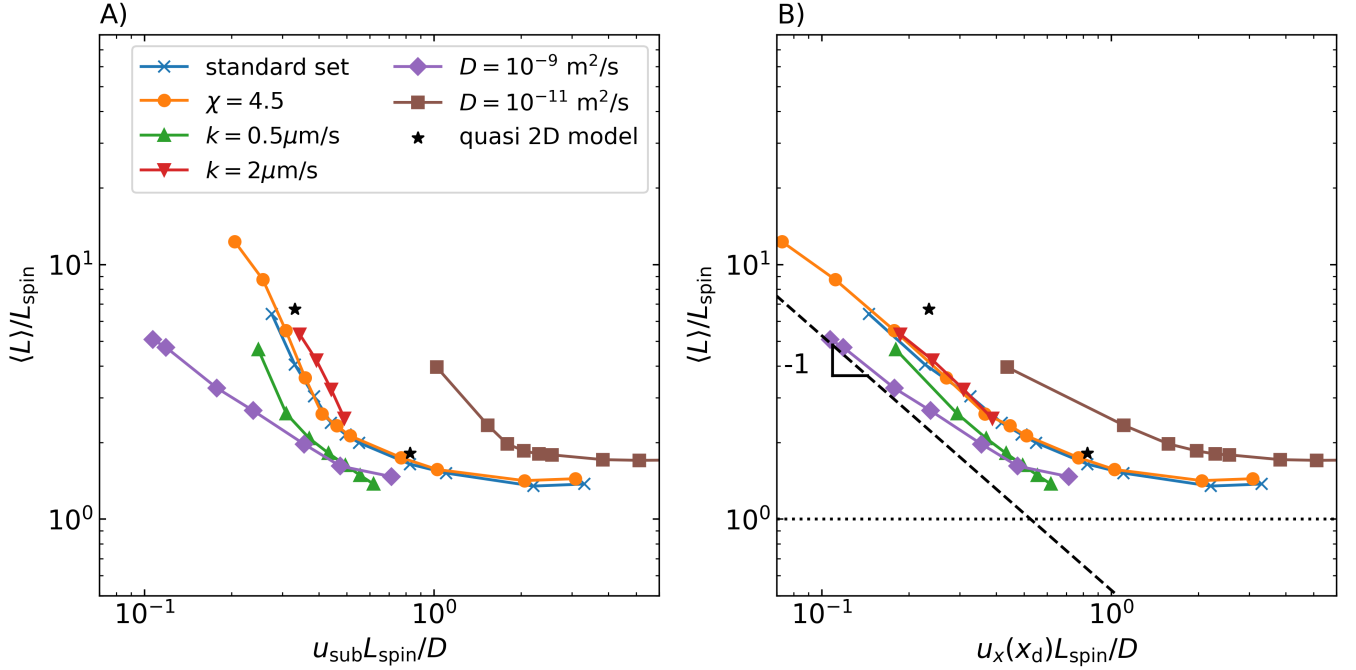 A)
standard set
χ = 4.5
k = 0.5μm/s
k = 2μm/s
D = 10⁻⁹ m²/s
D = 10⁻¹¹ m²/s
quasi 2D model
⟨L⟩/L_spin
10¹
10⁰
10⁻¹
10⁰
u_sub L_spin/D
B)
⟨L⟩/L_spin
10¹
-1
10⁰
10⁻¹
10⁰
u_x(x_d)L_spin/D